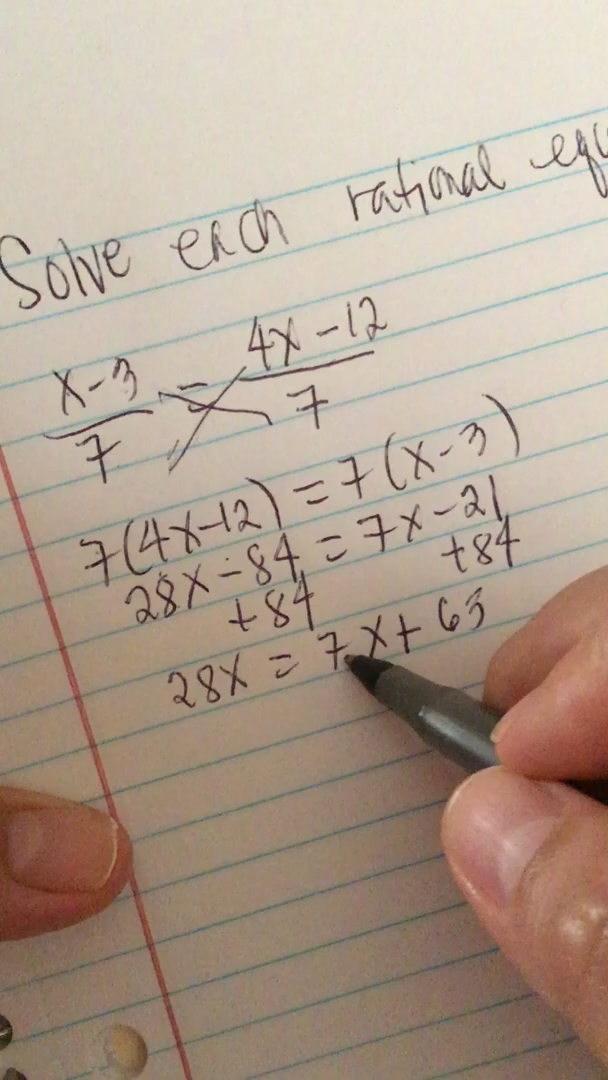 Solve each rational equ
x-3/7 = 4x-12/7
7(4x-12) = 7(x-3)
28x-84 = 7x-21
+84 +84
28x = 7x+63